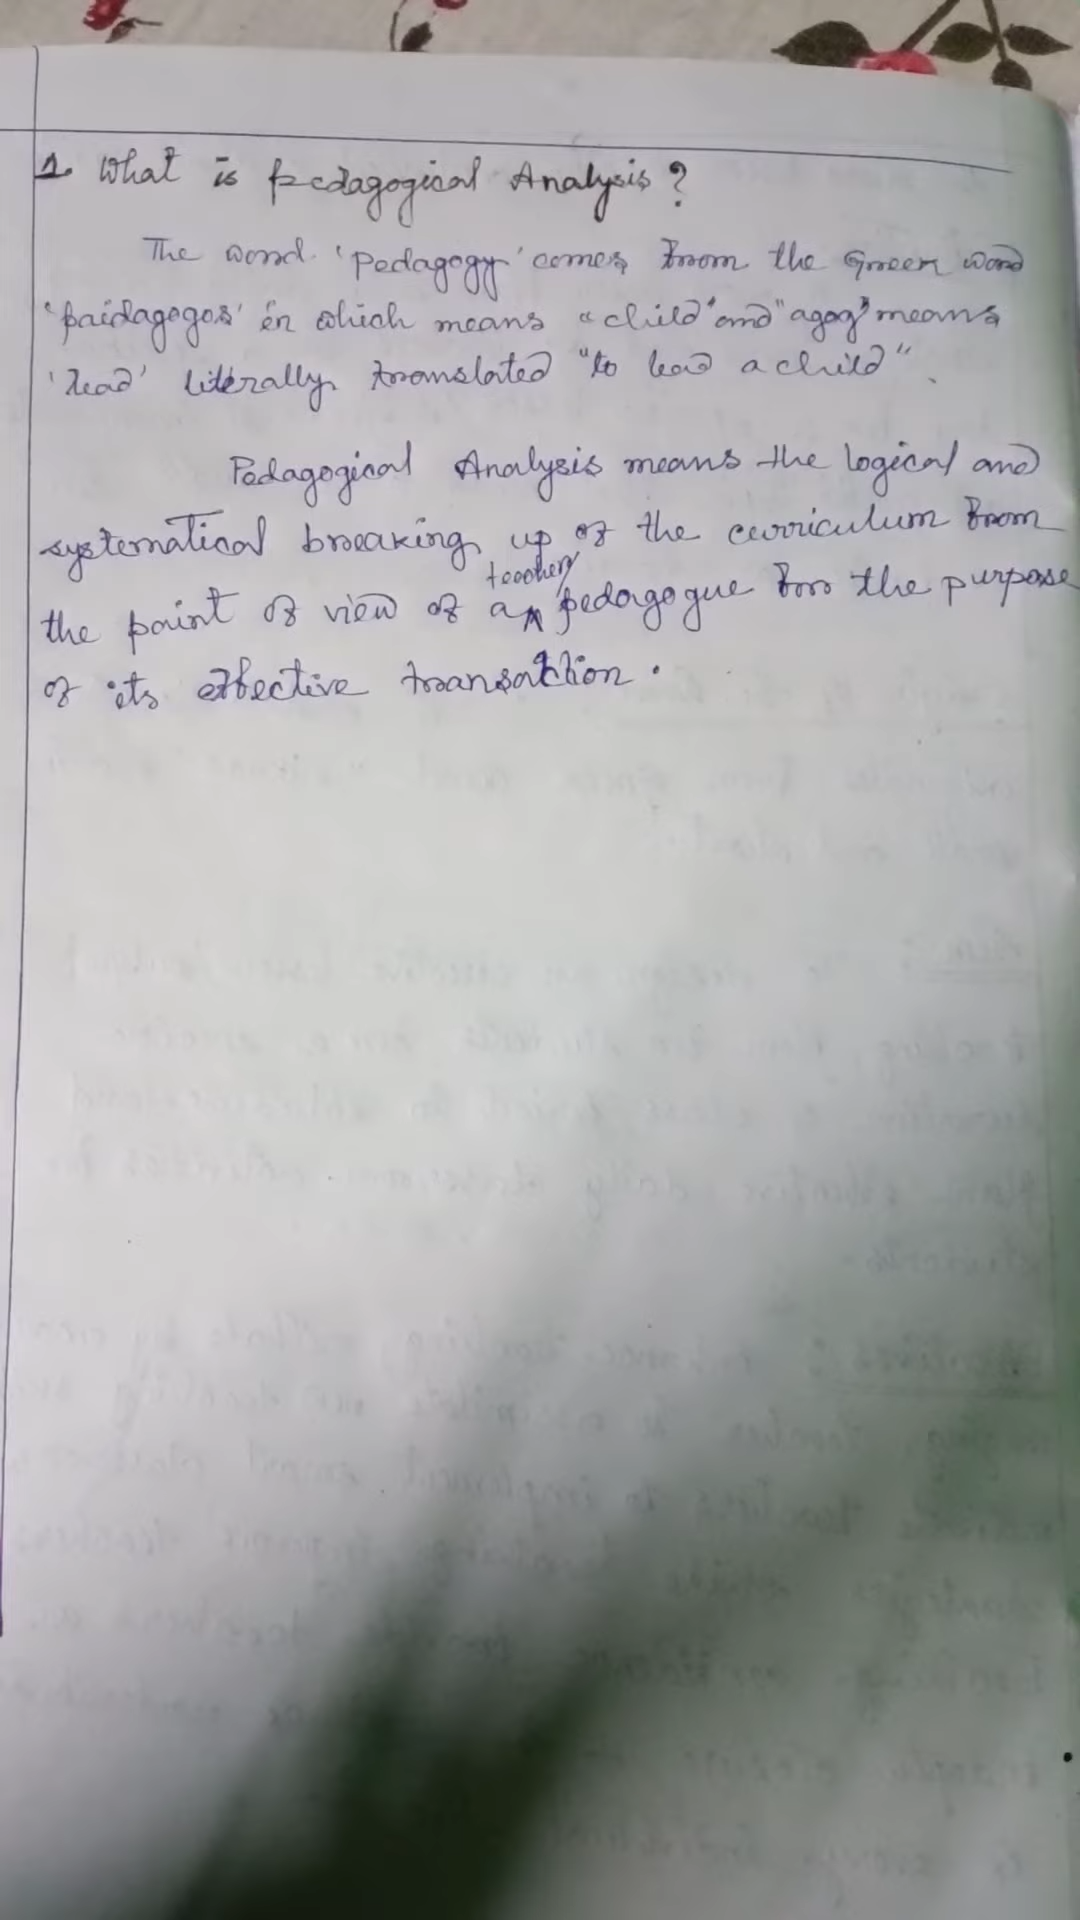 1. What is pedagogical Analysis?
The word 'pedagogy' comes from the Greek word
'paidagogos' in which means "child" and "agog" means
'lead' literally translated "to lead a child".
Pedagogical Analysis means the logical and
systematical breaking up of the curriculum from
the point of view of a teacher/ pedagogue for the purpose
of its effective transaction.